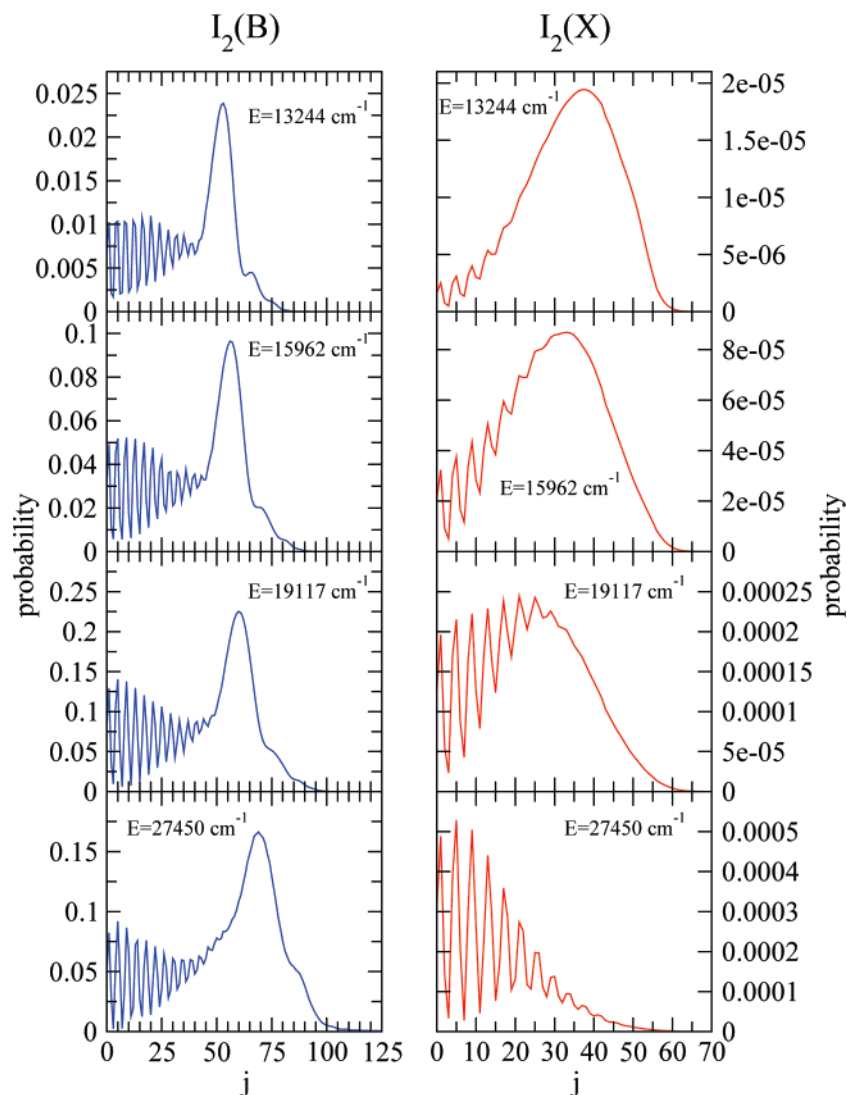 I2(B)
I2(X)
0.025
0.02
0.015
0.01
0.005
0
E=13244 cm-1
E=13244 cm-1
2e-05
1.5e-05
1e-05
5e-06
0
0.1
0.08
0.06
0.04
0.02
0
E=15962 cm-1
E=15962 cm-1
8e-05
6e-05
4e-05
2e-05
0
probability
probability
0.25
0.2
0.15
0.1
0.05
0
E=19117 cm-1
E=19117 cm-1
0.00025
0.0002
0.00015
0.0001
5e-05
0
0.15
0.1
0.05
0
E=27450 cm-1
E=27450 cm-1
0.0005
0.0004
0.0003
0.0002
0.0001
0
0 25 50 75 100 125
0 10 20 30 40 50 60 70
j
j